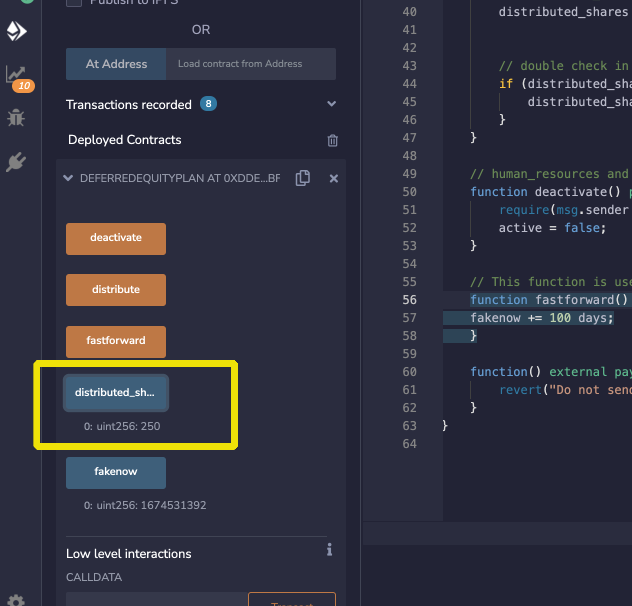 Publish to IPFS
OR
At Address
Load contract from Address
10
Transactions recorded 8
Deployed Contracts
DEFERREDEQUITYPLAN AT 0XDDE...BF
deactivate
distribute
fastforward
distributed_sh...
0: uint256: 250
fakenow
0: uint256: 1674531392
Low level interactions
i
CALLDATA
Transact
40 distributed_shares
41
42
43 // double check in
44 if (distributed_sha
45 distributed_sha
46 }
47 }
48
49 // human_resources and
50 function deactivate() p
51 require(msg.sender
52 active = false;
53 }
54
55 // This function is use
56 function fastforward()
57 fakenow += 100 days;
58 }
59
60 function() external pay
61 revert("Do not send
62 }
63 }
64